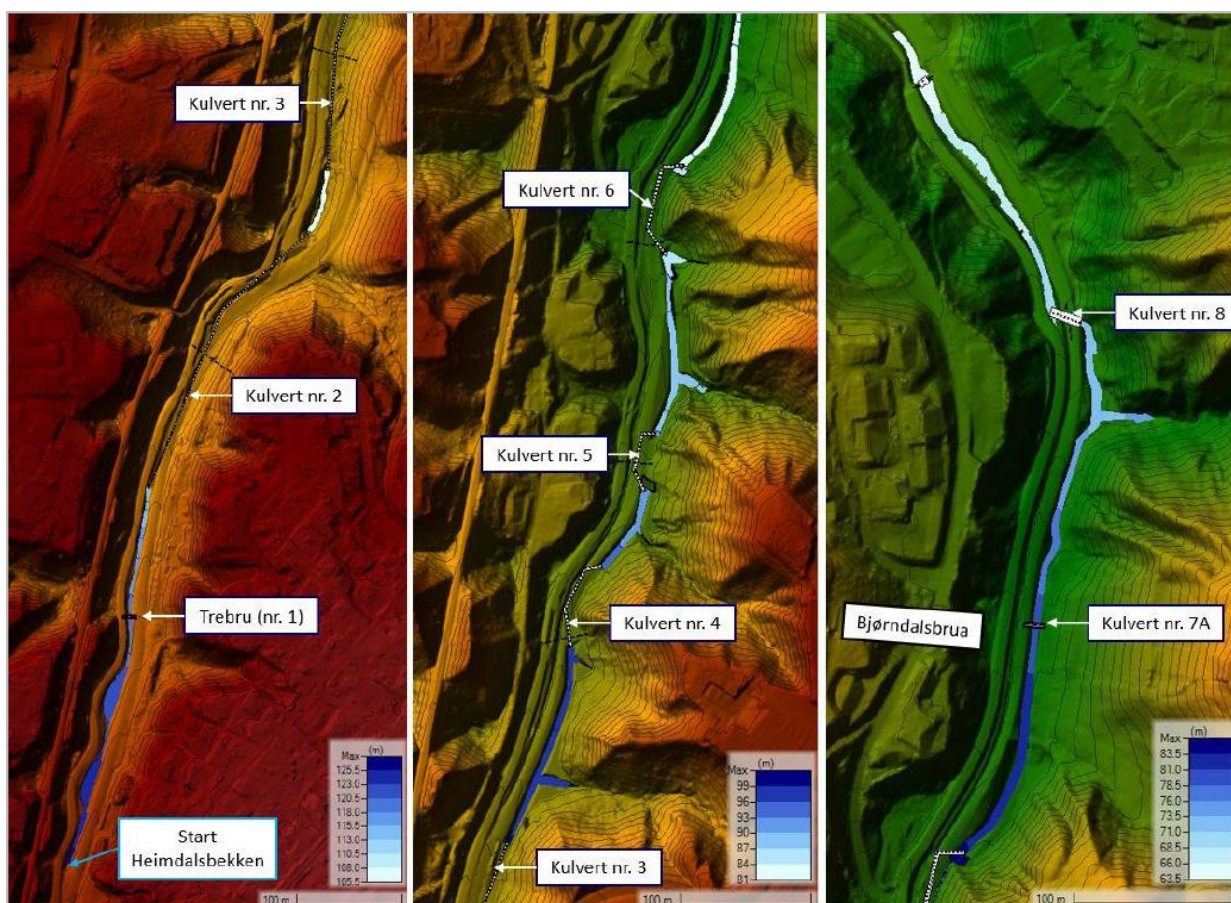 Kulvert nr. 3
Kulvert nr. 2
Trebru (nr. 1)
Start
Heimdalsbekken
Max (m)
125.5
123.0
120.5
118.0
115.5
113.0
110.5
108.0
105.5
100 m
Kulvert nr. 6
Kulvert nr. 5
Kulvert nr. 4
Kulvert nr. 3
Max (m)
99
96
93
90
87
84
81
100 m
Kulvert nr. 8
Kulvert nr. 7A
Bjørndalsbrua
Max (m)
83.5
81.0
78.5
76.0
73.5
71.0
68.5
66.0
63.5
100 m